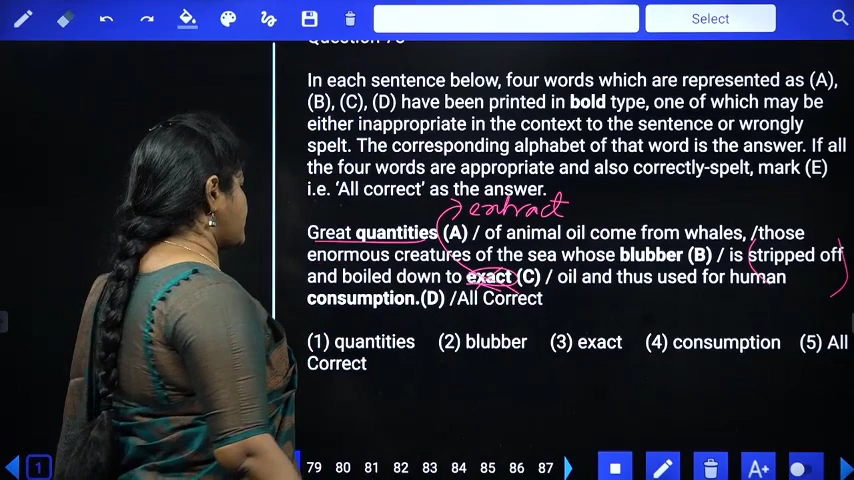 Select
In each sentence below, four words which are represented as (A),
(B), (C), (D) have been printed in bold type, one of which may be
either inappropriate in the context to the sentence or wrongly
spelt. The corresponding alphabet of that word is the answer. If all
the four words are appropriate and also correctly-spelt, mark (E)
i.e. ‘All correct’ as the answer.
extract
Great quantities (A) / of animal oil come from whales, /those
enormous creatures of the sea whose blubber (B) / is stripped off
and boiled down to exact (C) / oil and thus used for human
consumption.(D) /All Correct
(1) quantities (2) blubber (3) exact (4) consumption (5) All
Correct
1 79 80 81 82 83 84 85 86 87 A+